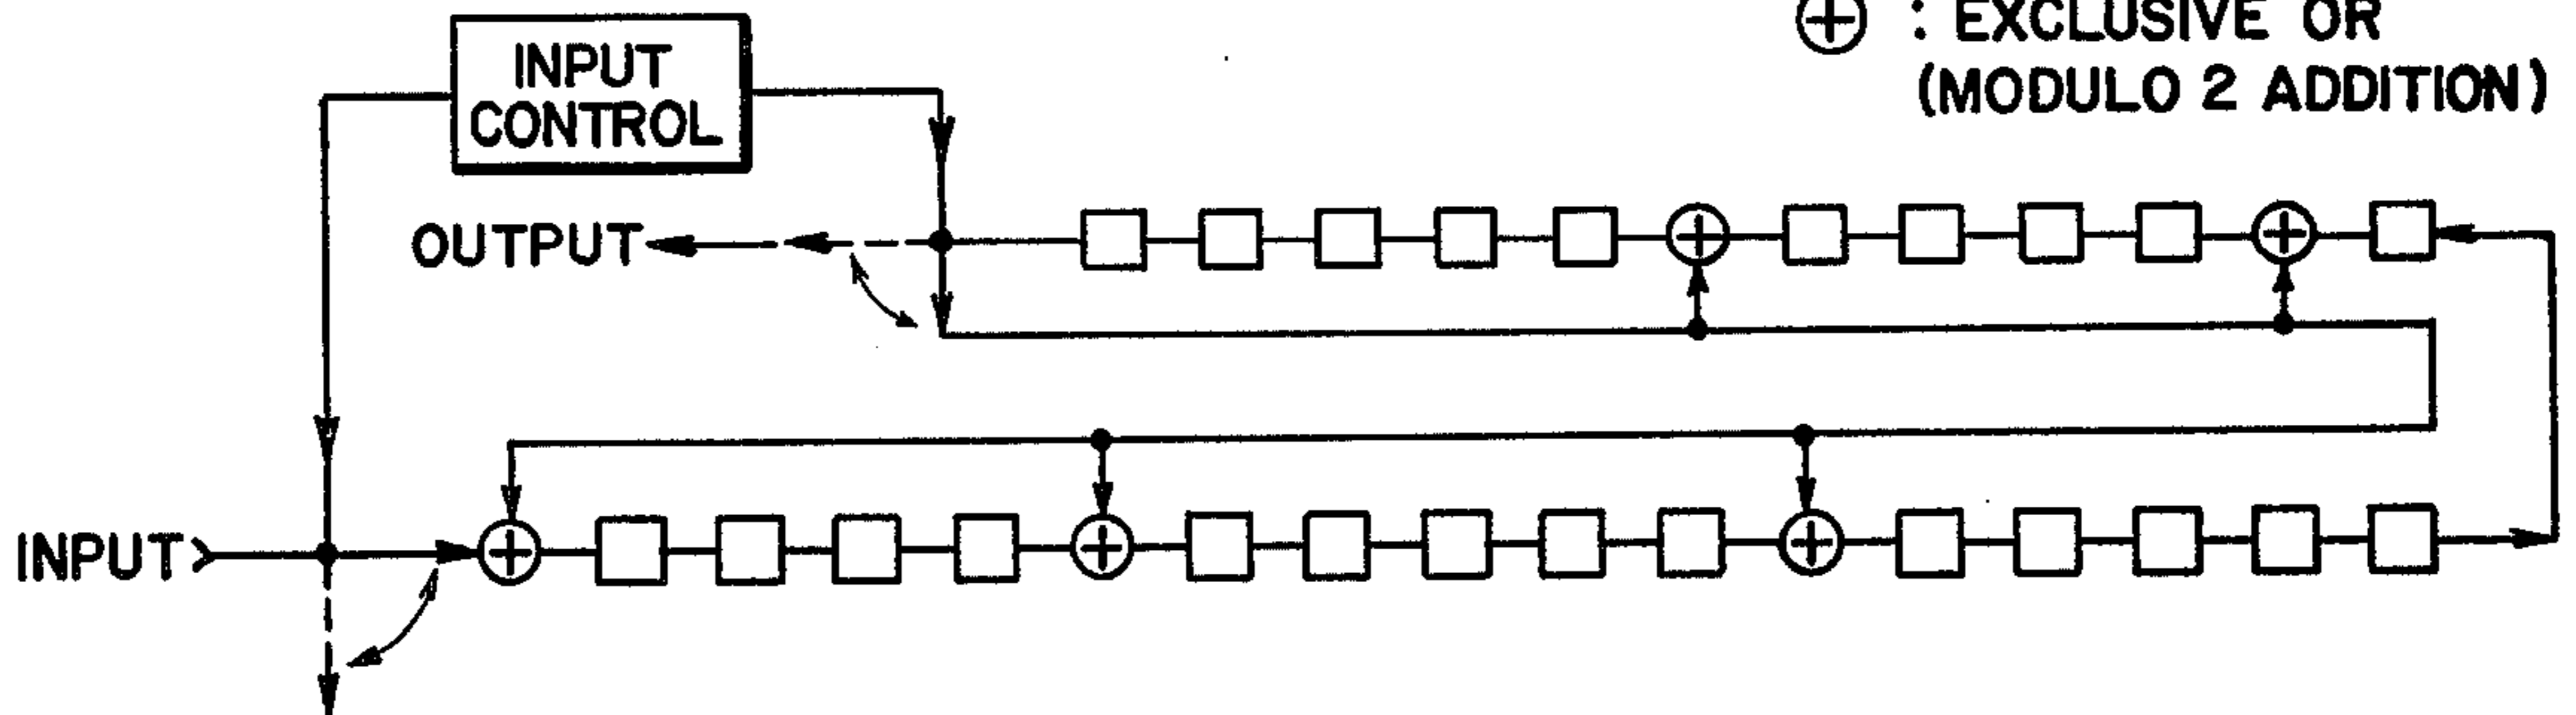 INPUT
CONTROL
⊕ : EXCLUSIVE OR
(MODULO 2 ADDITION)
OUTPUT
INPUT